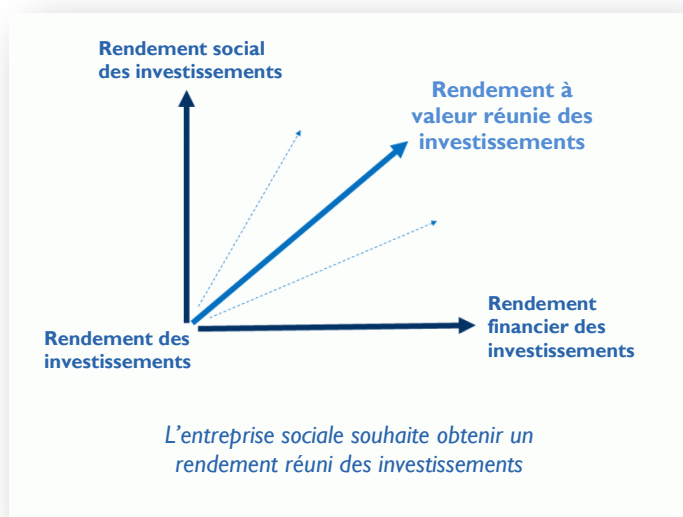 Rendement social
des investissements
Rendement à
valeur réunie des
investissements
Rendement des
investissements
Rendement
financier des
investissements
L'entreprise sociale souhaite obtenir un
rendement réuni des investissements